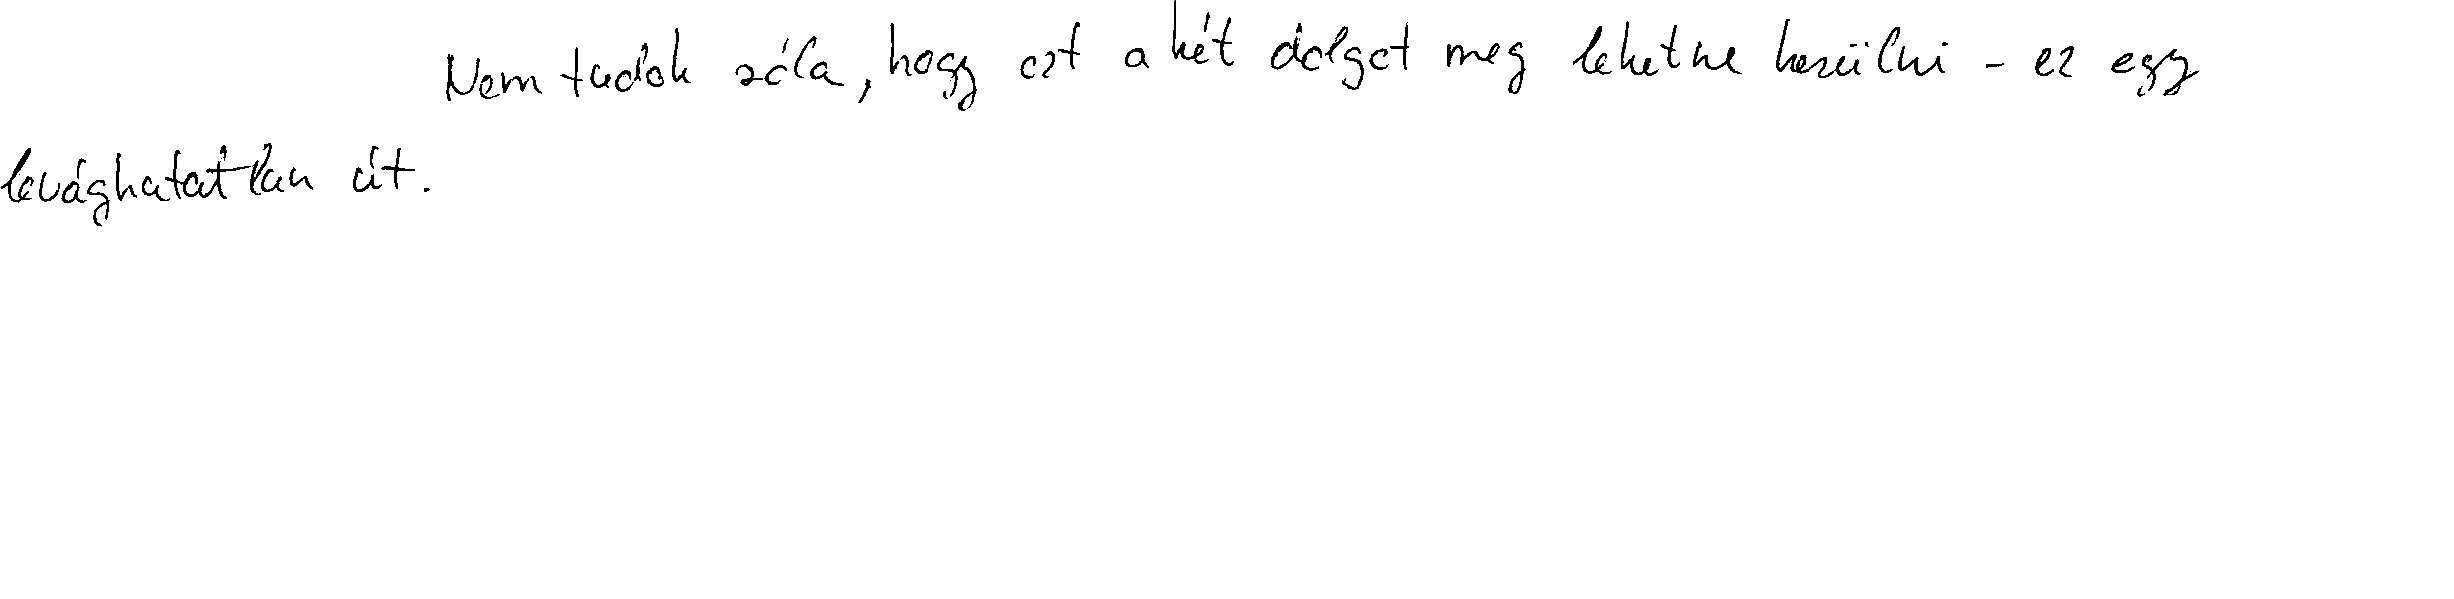 Nem tudok róla, hogy ezt a két dolgot meg lehetne kerülni - ez egy
levághatatlan út.